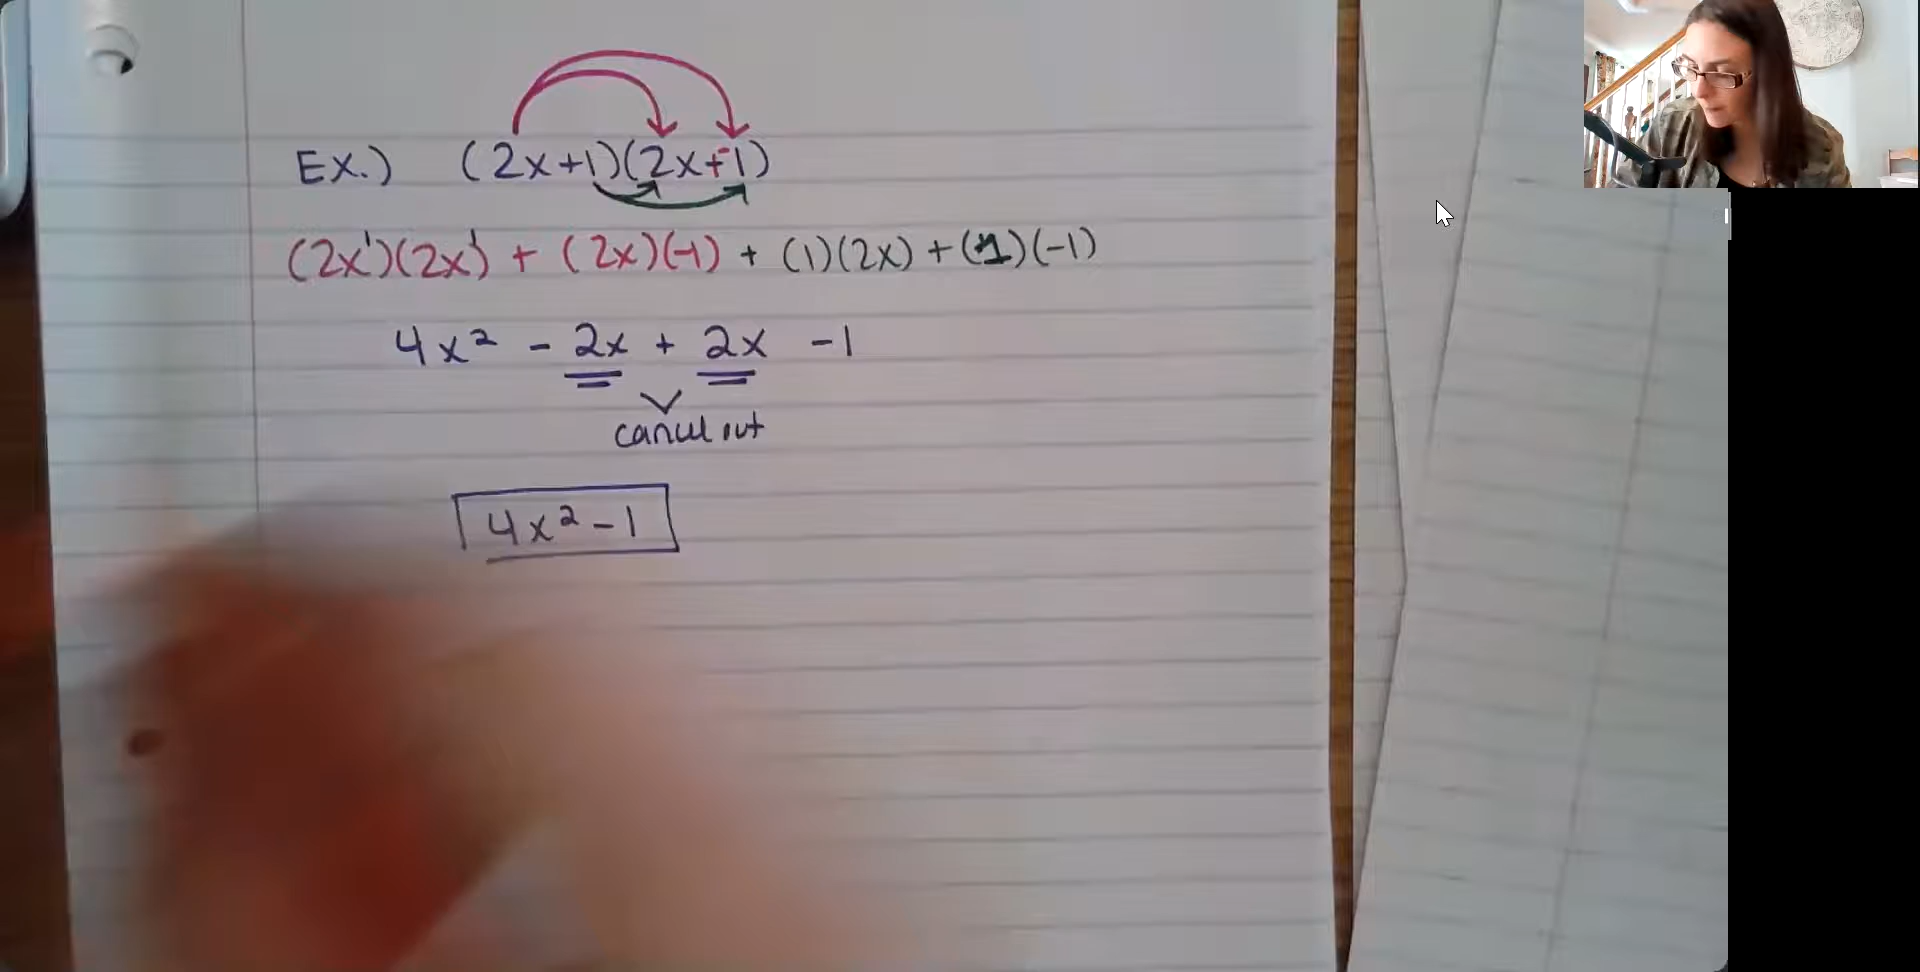 Ex.) (2x+1)(2x+-1)
(2x¹)(2x¹) + (2x)(-1) + (1)(2x) + (1)(-1)
4x² - 2x + 2x -1
cancel out
4x² - 1